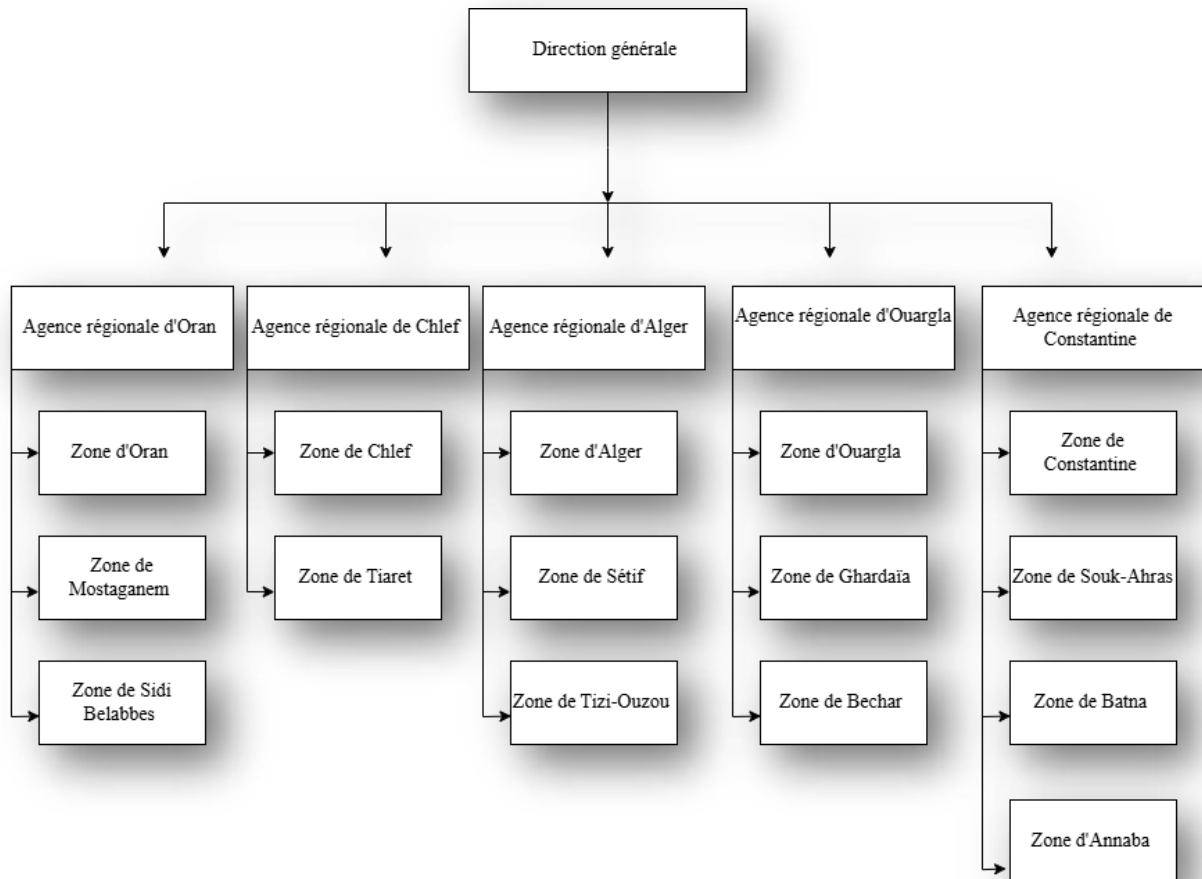 Direction générale
Agence régionale d'Oran
Agence régionale de Chlef
Agence régionale d'Alger
Agence régionale d'Ouargla
Agence régionale de
Constantine
Zone d'Oran
Zone de Chlef
Zone d'Alger
Zone d'Ouargla
Zone de
Constantine
Zone de
Mostaganem
Zone de Tiaret
Zone de Sétif
Zone de Ghardaïa
Zone de Souk-Ahras
Zone de Sidi
Belabbes
Zone de Tizi-Ouzou
Zone de Bechar
Zone de Batna
Zone d'Annaba